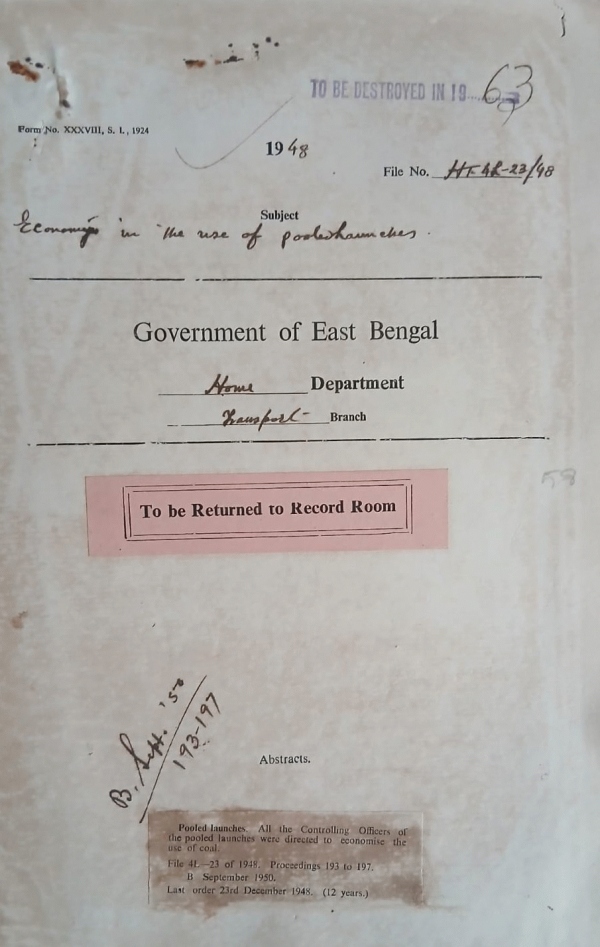 TO BE DESTROYED IN 19 63
Form No. XXXVIII, S. I., 1924
1948
File No. HF4L-23/48
Subject
Economy in the use of pooled launches.
Government of East Bengal
Home Department
Transport Branch
58
To be Returned to Record Room
B. Sept. '50
193-197
Abstracts.
Pooled launches. All the Controlling Officers of
the pooled launches were directed to economise the
use of coal.
File 4L—23 of 1948. Proceedings 193 to 197.
B September 1950.
Last order 23rd December 1948. (12 years.)